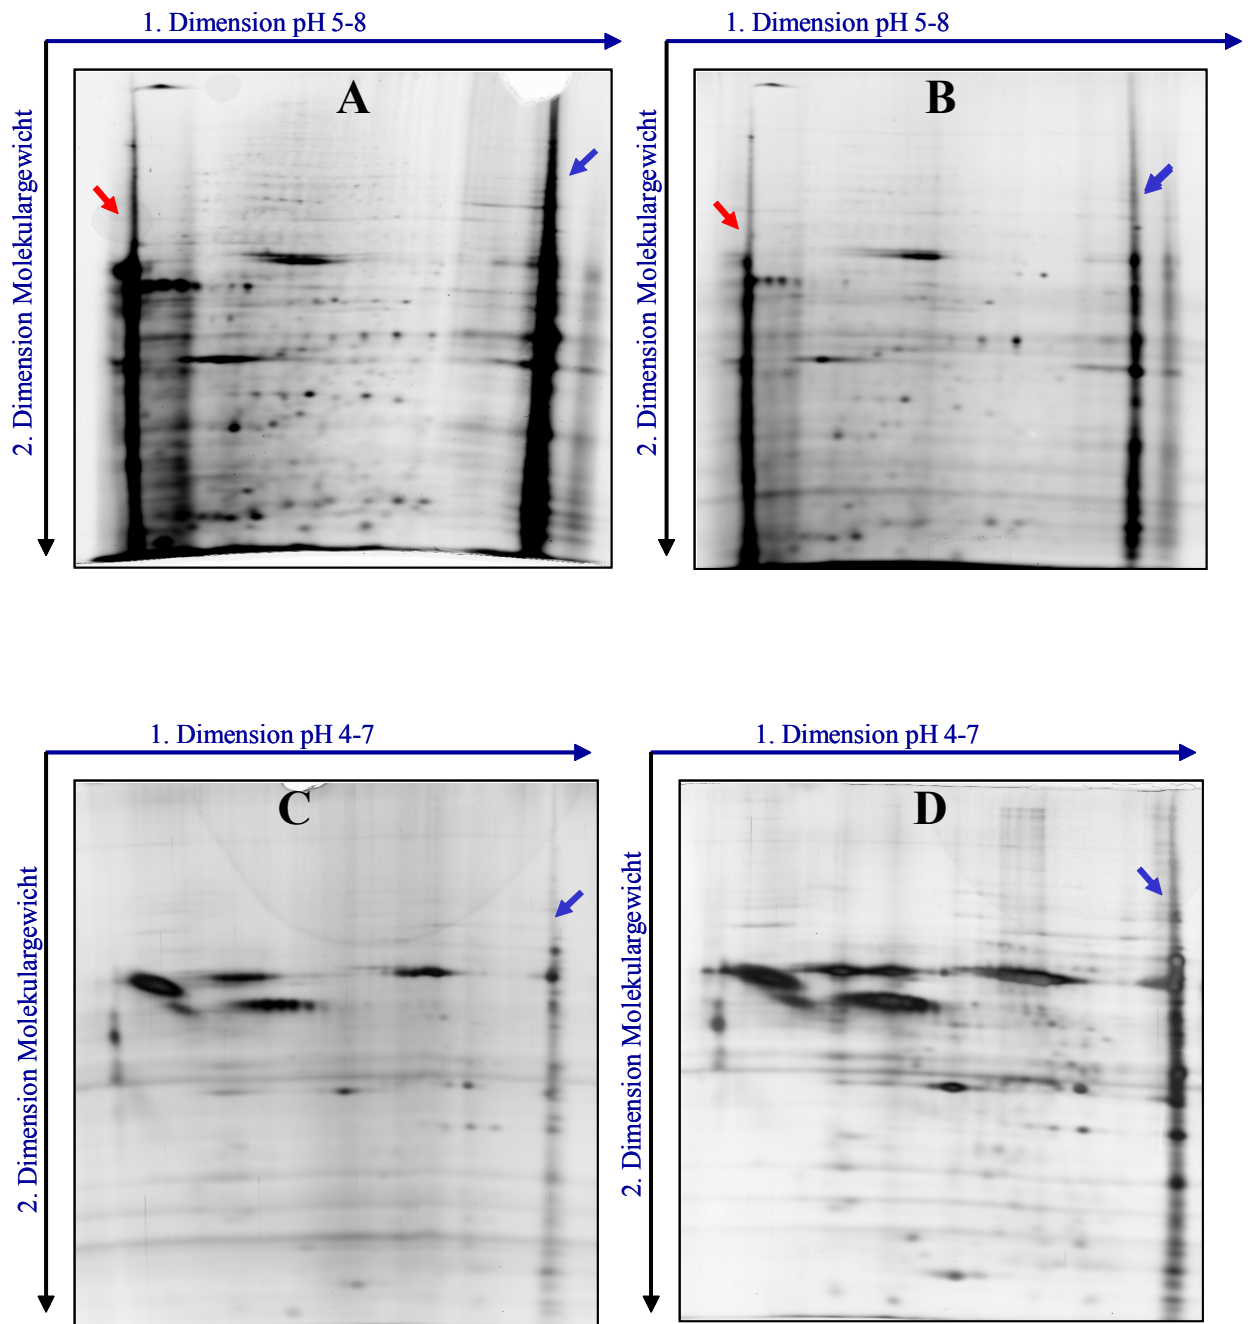 1. Dimension pH 5-8
1. Dimension pH 5-8
A
B
2. Dimension Molekulargewicht
2. Dimension Molekulargewicht
1. Dimension pH 4-7
1. Dimension pH 4-7
C
D
2. Dimension Molekulargewicht
2. Dimension Molekulargewicht